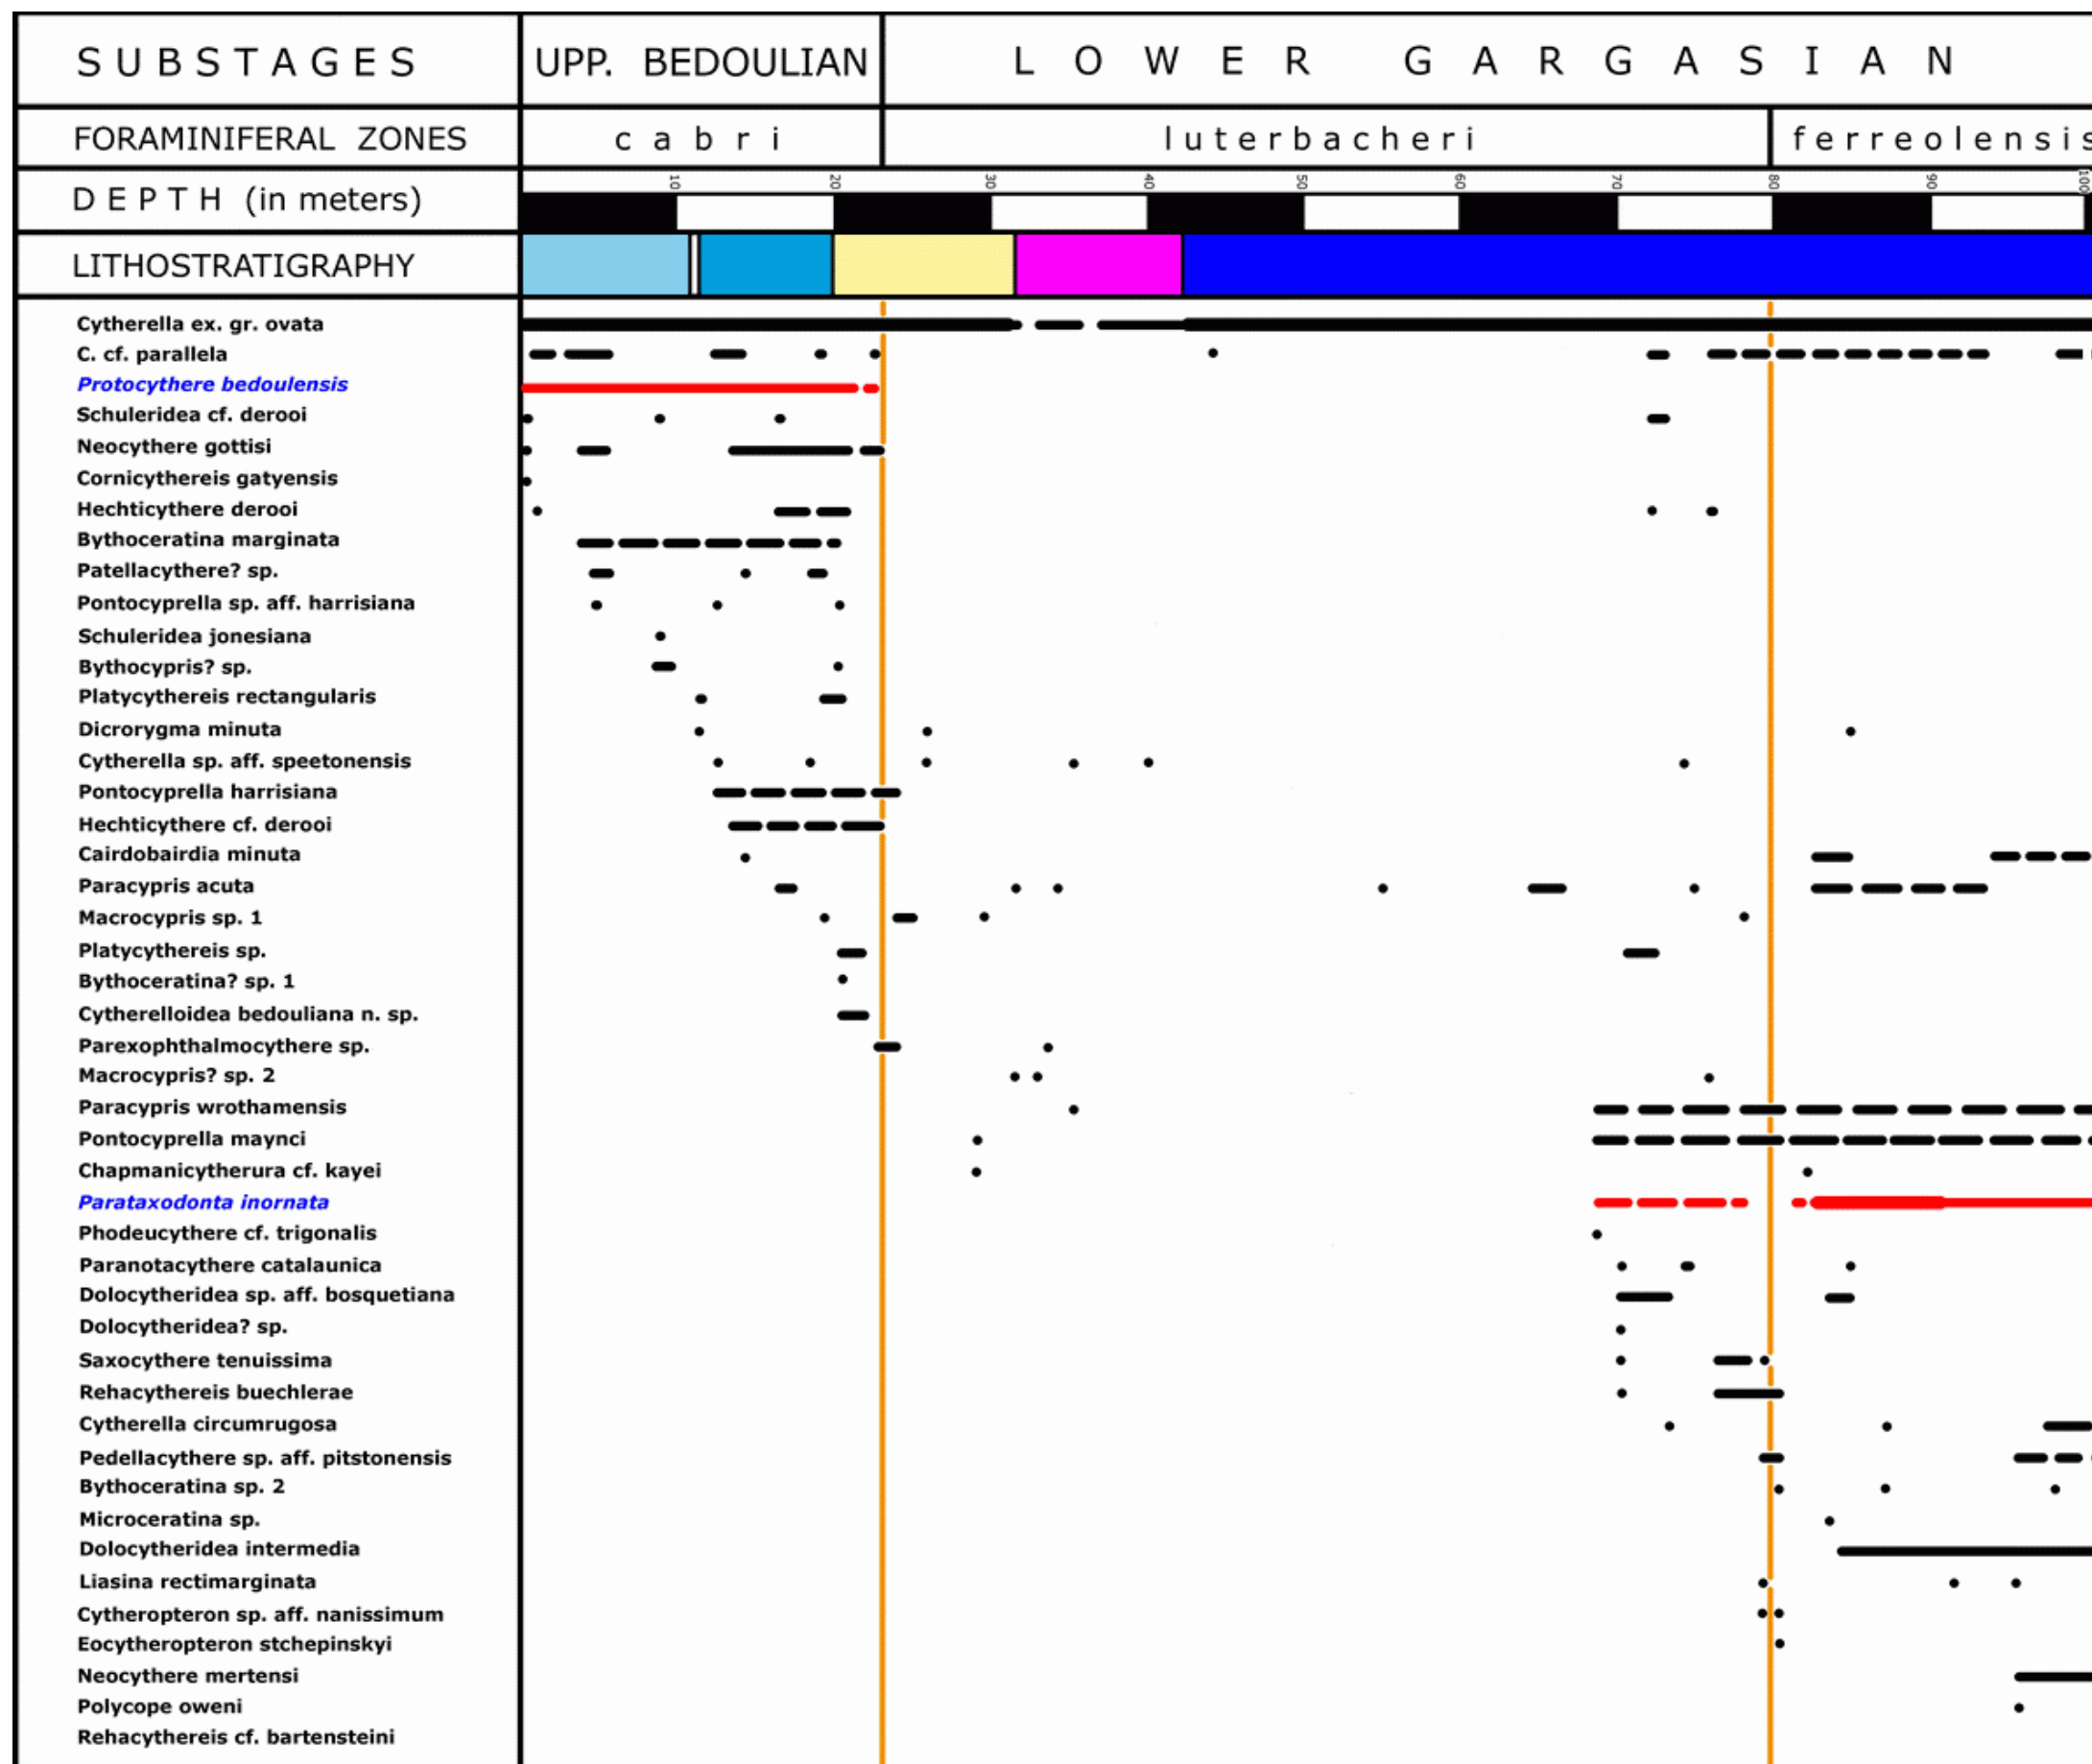 SUBSTAGES UPP. BEDOULIAN LOWER GARGASIAN
FORAMINIFERAL ZONES cabri luterbacheri ferreolensis
DEPTH (in meters) 10 20 30 40 50 60 70 80 90 100
LITHOSTRATIGRAPHY
Cytherella ex. gr. ovata
C. cf. parallela
Protocythere bedoulensis
Schuleridea cf. derooi
Neocythere gottisi
Cornicythereis gatyensis
Hechticythere derooi
Bythoceratina marginata
Patellacythere? sp.
Pontocyprella sp. aff. harrisiana
Schuleridea jonesiana
Bythocypris? sp.
Platycythereis rectangularis
Dicrorygma minuta
Cytherella sp. aff. speetonensis
Pontocyprella harrisiana
Hechticythere cf. derooi
Cairdobairdia minuta
Paracypris acuta
Macrocypris sp. 1
Platycythereis sp.
Bythoceratina? sp. 1
Cytherelloidea bedouliana n. sp.
Parexophthalmocythere sp.
Macrocypris? sp. 2
Paracypris wrothamensis
Pontocyprella maynci
Chapmanicytherura cf. kayei
Parataxodonta inornata
Phodeucythere cf. trigonalis
Paranotacythere catalaunica
Dolocytheridea sp. aff. bosquetiana
Dolocytheridea? sp.
Saxocythere tenuissima
Rehacythereis buechlerae
Cytherella circumrugosa
Pedellacythere sp. aff. pitstonensis
Bythoceratina sp. 2
Microceratina sp.
Dolocytheridea intermedia
Liasina rectimarginata
Cytheropteron sp. aff. nanissimum
Eocytheropteron stchepinskyi
Neocythere mertensi
Polycope oweni
Rehacythereis cf. bartensteini